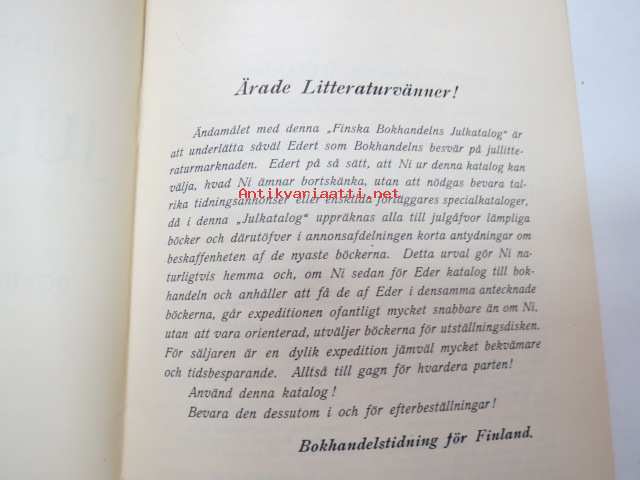 Ärade Litteraturvänner!
Ändamålet med denna „Finska Bokhandelns Julkatalog“ är
att underlätta såväl Edert som Bokhandelns besvär på jullitte-
raturmarknaden. Edert på så sätt, att Ni ur denna katalog kan
välja, hvad Ni ämnar bortskänka, utan att nödgas bevara tal-
rika tidningsannonser eller enskilda förläggares specialkataloger,
då i denna „Julkatalog“ uppräknas alla till julgåfvor lämpliga
böcker och därutöfver i annonsafdelningen korta antydningar om
beskaffenheten af de nyaste böckerna. Detta urval gör Ni na-
turligtvis hemma och, om Ni sedan för Eder katalog till bok-
handeln och anhåller att få de af Eder i densamma antecknade
böckerna, går expeditionen ofantligt mycket snabbare än om Ni,
utan att vara orienterad, utväljer böckerna för utställningsdisken.
För säljaren är en dylik expedition jämväl mycket bekvämare
och tidsbesparande. Alltså till gagn för hvardera parten!
Använd denna katalog!
Bevara den dessutom i och för efterbeställningar!
Bokhandelstidning för Finland.
Antikvariaatti.net